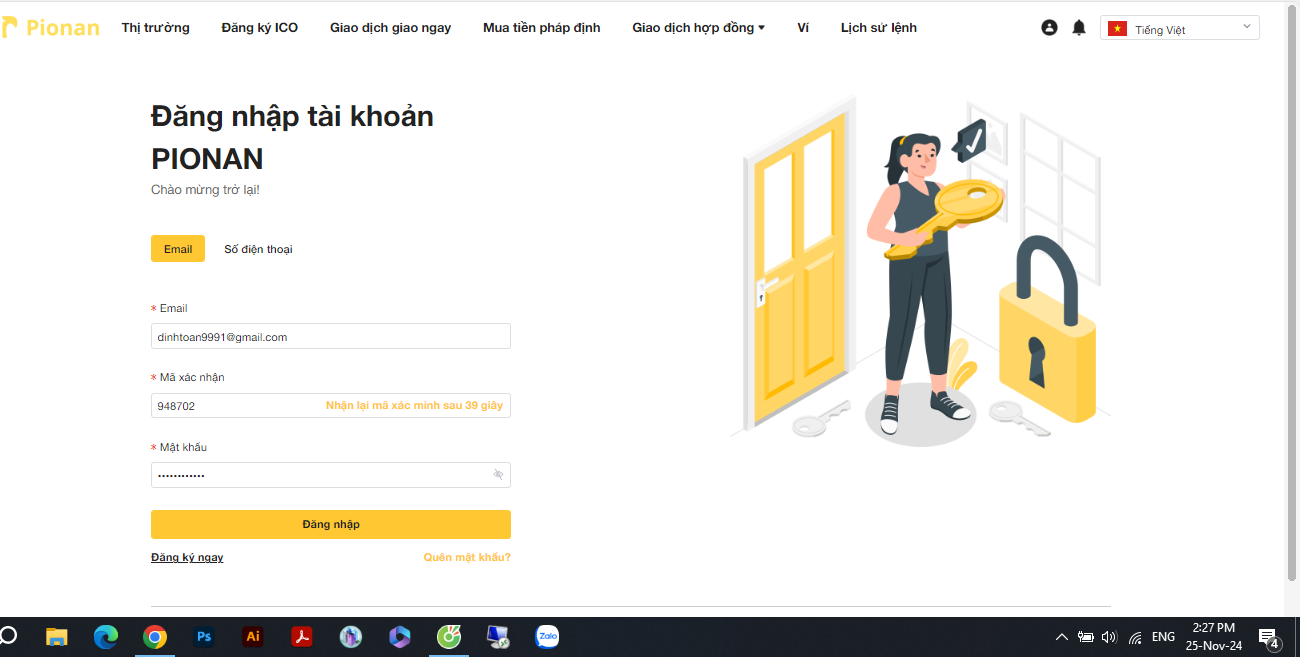 Pionan Thị trường Đăng ký ICO Giao dịch giao ngay Mua tiền pháp định Giao dịch hợp đồng Ví Lịch sử lệnh Tiếng Việt
Đăng nhập tài khoản
PIONAN
Chào mừng trở lại!
Email Số điện thoại
* Email
dinhtoan9991@gmail.com
* Mã xác nhận
948702 Nhận lại mã xác minh sau 39 giây
* Mật khẩu
••••••••••••
Đăng nhập
Đăng ký ngay Quên mật khẩu?
Ps Ai Zalo ENG 2:27 PM
25-Nov-24 4